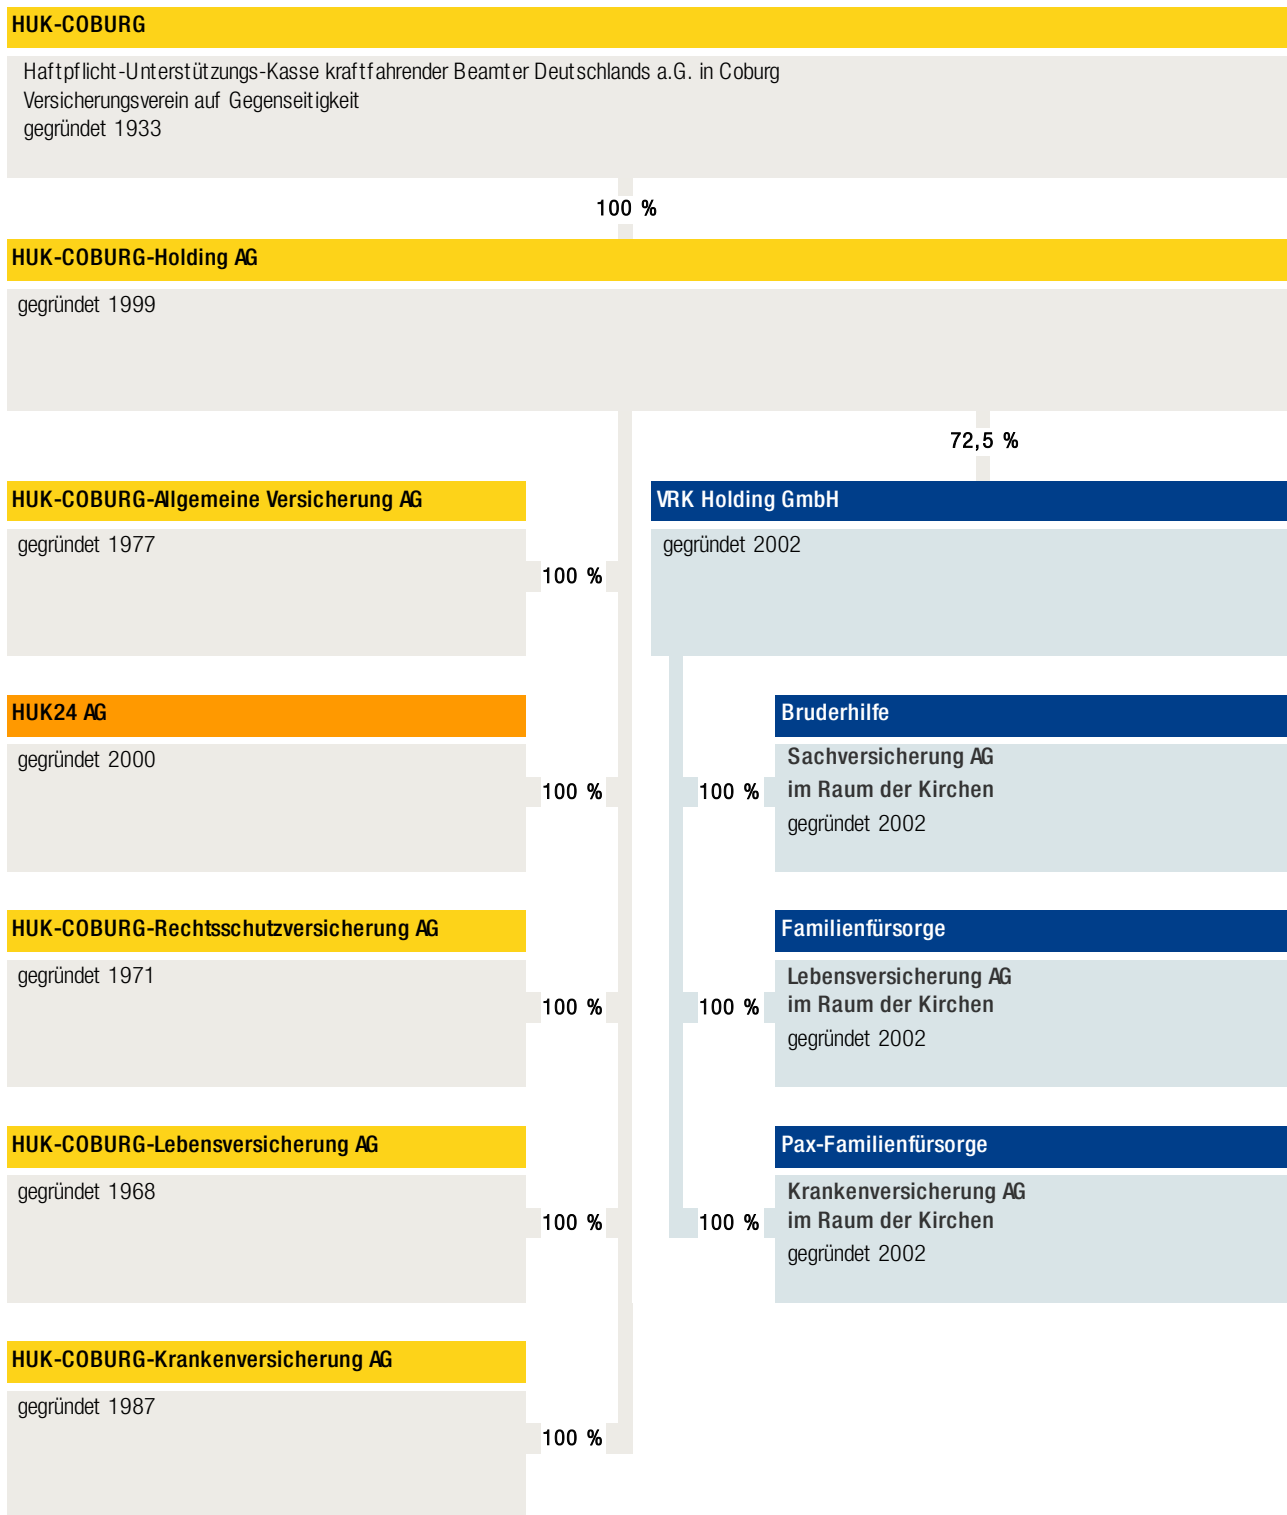 HUK-COBURG
Haftpflicht-Unterstützungs-Kasse kraftfahrender Beamter Deutschlands a.G. in Coburg
Versicherungsverein auf Gegenseitigkeit
gegründet 1933
100 %
HUK-COBURG-Holding AG
gegründet 1999
72,5 %
HUK-COBURG-Allgemeine Versicherung AG
gegründet 1977
100 %
VRK Holding GmbH
gegründet 2002
HUK24 AG
gegründet 2000
100 %
100 %
Bruderhilfe
Sachversicherung AG
im Raum der Kirchen
gegründet 2002
HUK-COBURG-Rechtsschutzversicherung AG
gegründet 1971
100 %
100 %
Familienfürsorge
Lebensversicherung AG
im Raum der Kirchen
gegründet 2002
HUK-COBURG-Lebensversicherung AG
gegründet 1968
100 %
100 %
Pax-Familienfürsorge
Krankenversicherung AG
im Raum der Kirchen
gegründet 2002
HUK-COBURG-Krankenversicherung AG
gegründet 1987
100 %